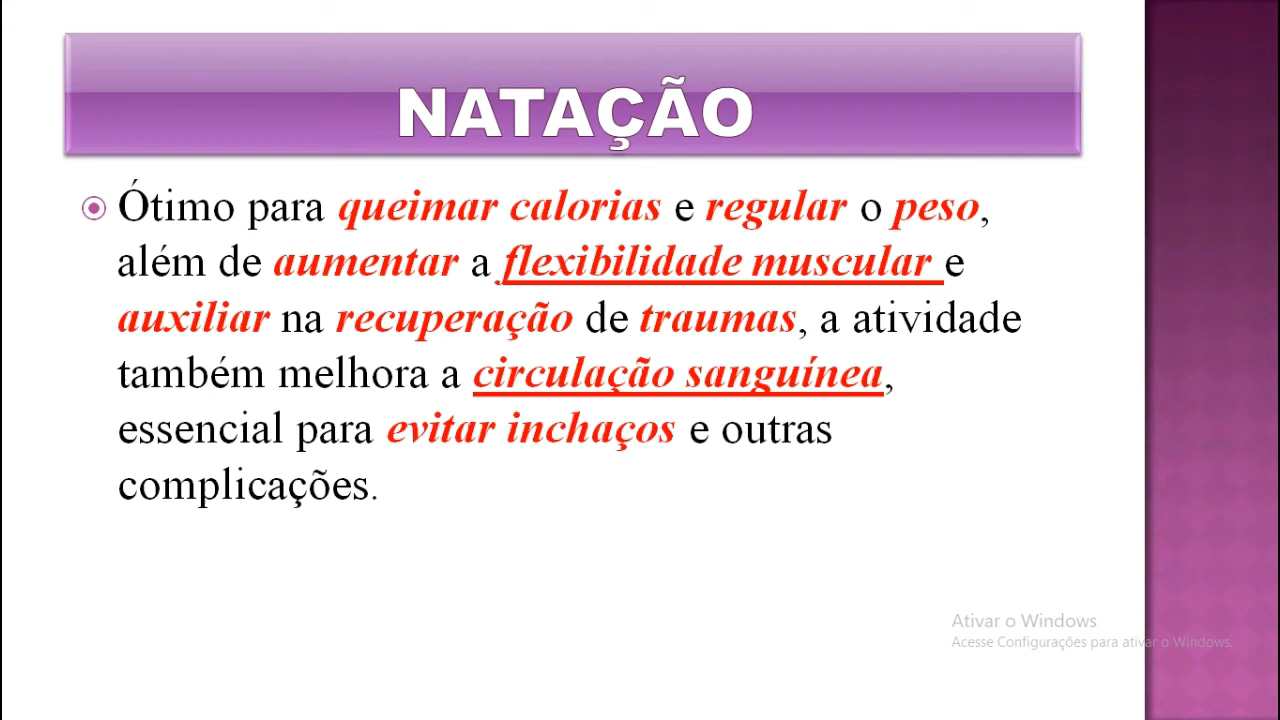 NATAÇÃO
Ótimo para queimar calorias e regular o peso,
além de aumentar a flexibilidade muscular e
auxiliar na recuperação de traumas, a atividade
também melhora a circulação sanguínea,
essencial para evitar inchaços e outras
complicações.
Ativar o Windows
Acesse Configurações para ativar o Windows.